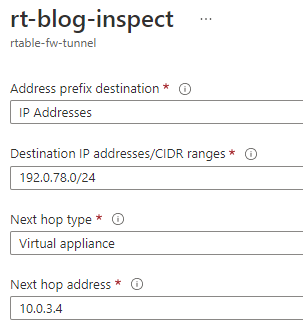 rt-blog-inspect ...
rtable-fw-tunnel
Address prefix destination *
IP Addresses
Destination IP addresses/CIDR ranges *
192.0.78.0/24
Next hop type *
Virtual appliance
Next hop address *
10.0.3.4